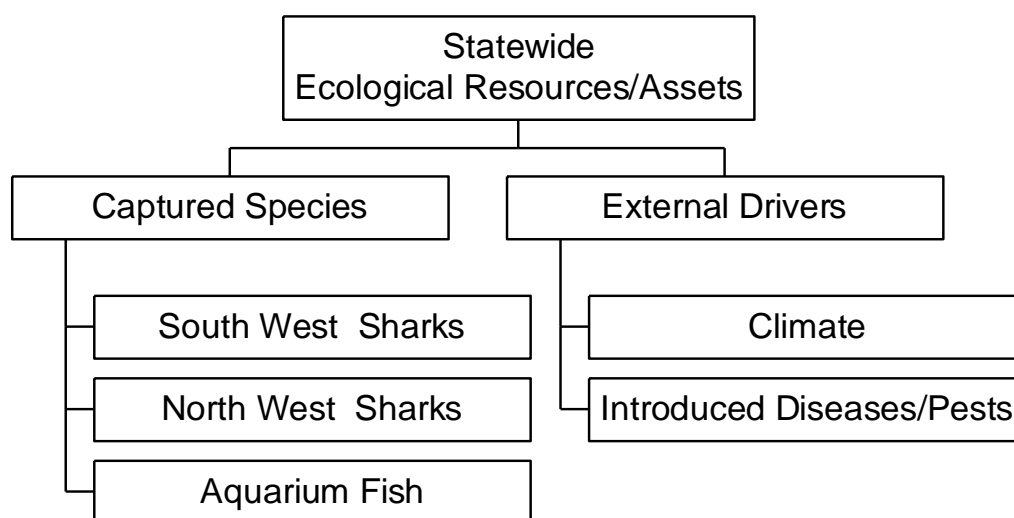 Statewide
Ecological Resources/Assets
Captured Species
External Drivers
South West Sharks
Climate
North West Sharks
Introduced Diseases/Pests
Aquarium Fish